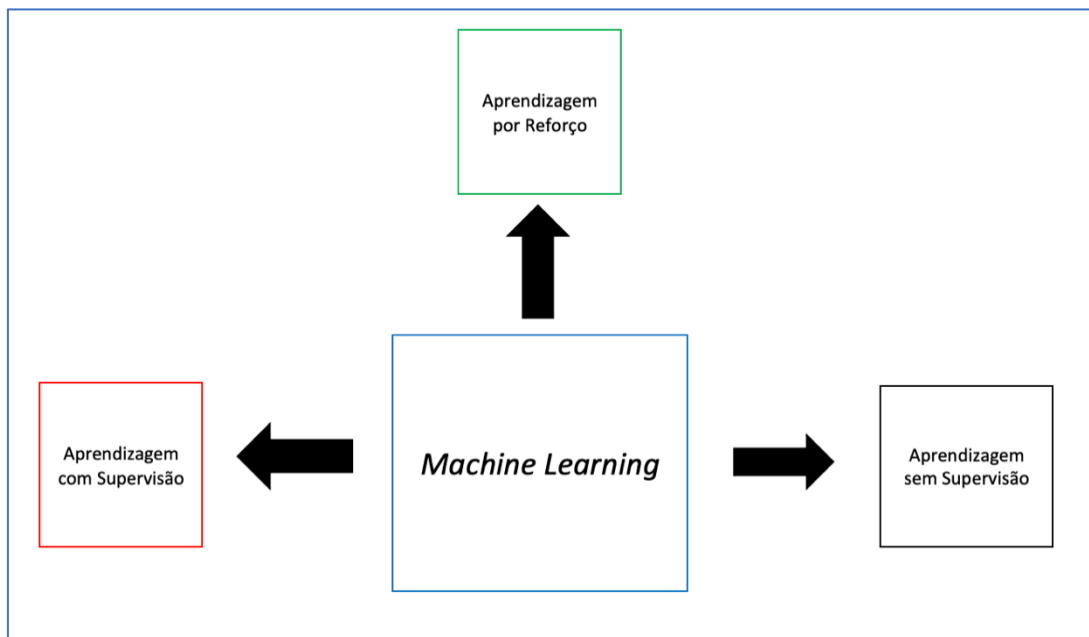 Aprendizagem
por Reforço
Aprendizagem
com Supervisão
Machine Learning
Aprendizagem
sem Supervisão